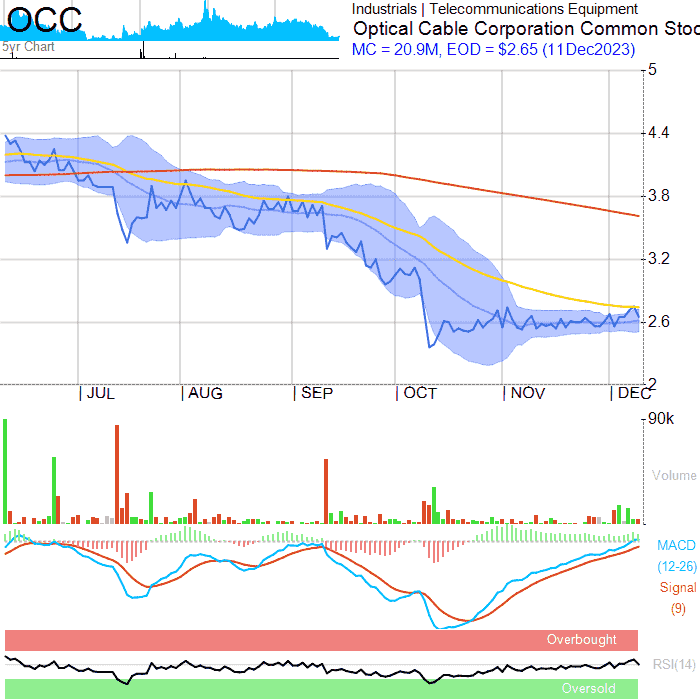 OCC
5yr Chart
Industrials | Telecommunications Equipment
Optical Cable Corporation Common Stoc
MC = 20.9M, EOD = $2.65 (11Dec2023)
5
4.4
3.8
3.2
2.6
2
JUL
AUG
SEP
OCT
NOV
DEC
90k
Volume
MACD
(12-26)
Signal
(9)
Overbought
RSI(14)
Oversold